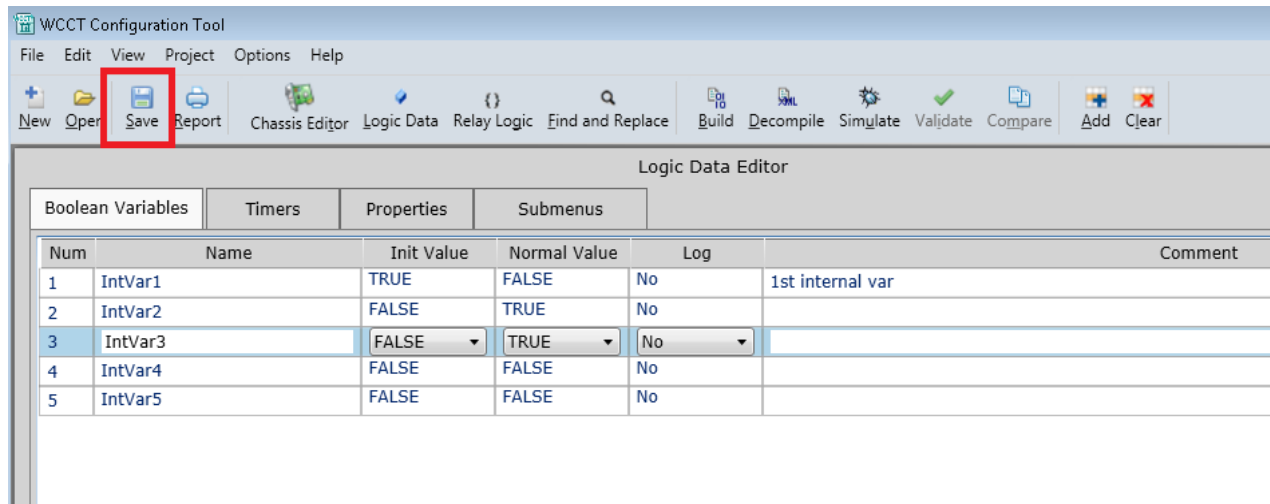 WCCT Configuration Tool
File Edit View Project Options Help
New Open Save Report Chassis Editor Logic Data Relay Logic Find and Replace Build Decompile Simulate Validate Compare Add Clear
Logic Data Editor
Boolean Variables Timers Properties Submenus
Num Name Init Value Normal Value Log Comment
1 IntVar1 TRUE FALSE No 1st internal var
2 IntVar2 FALSE TRUE No
3 IntVar3 FALSE TRUE No
4 IntVar4 FALSE FALSE No
5 IntVar5 FALSE FALSE No